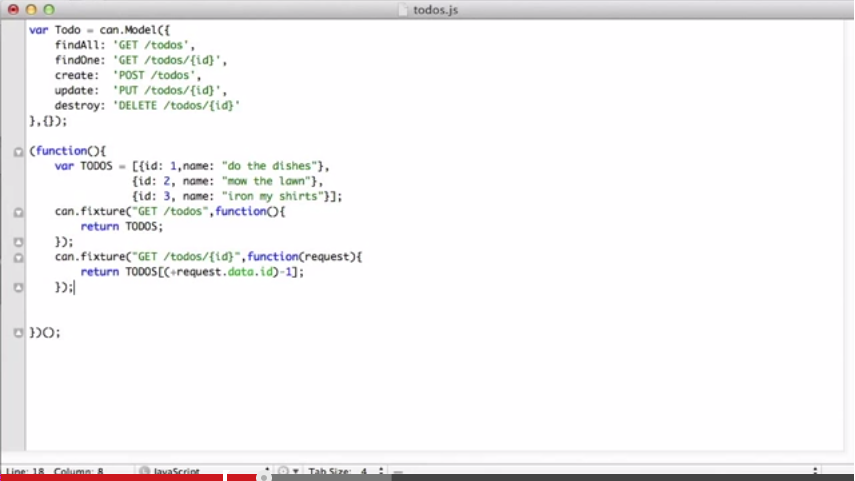 todos.js
var Todo = can.Model({
    findAll: 'GET /todos',
    findOne: 'GET /todos/{id}',
    create:  'POST /todos',
    update:  'PUT /todos/{id}',
    destroy: 'DELETE /todos/{id}'
},{});
(function(){
    var TODOS = [{id: 1,name: "do the dishes"},
                {id: 2, name: "mow the lawn"},
                {id: 3, name: "iron my shirts"}];
    can.fixture("GET /todos",function(){
        return TODOS;
    });
    can.fixture("GET /todos/{id}",function(request){
        return TODOS[(+request.data.id)-1];
    });
})();
Line: 18 Column: 8 JavaScript Tab Size: 4 —